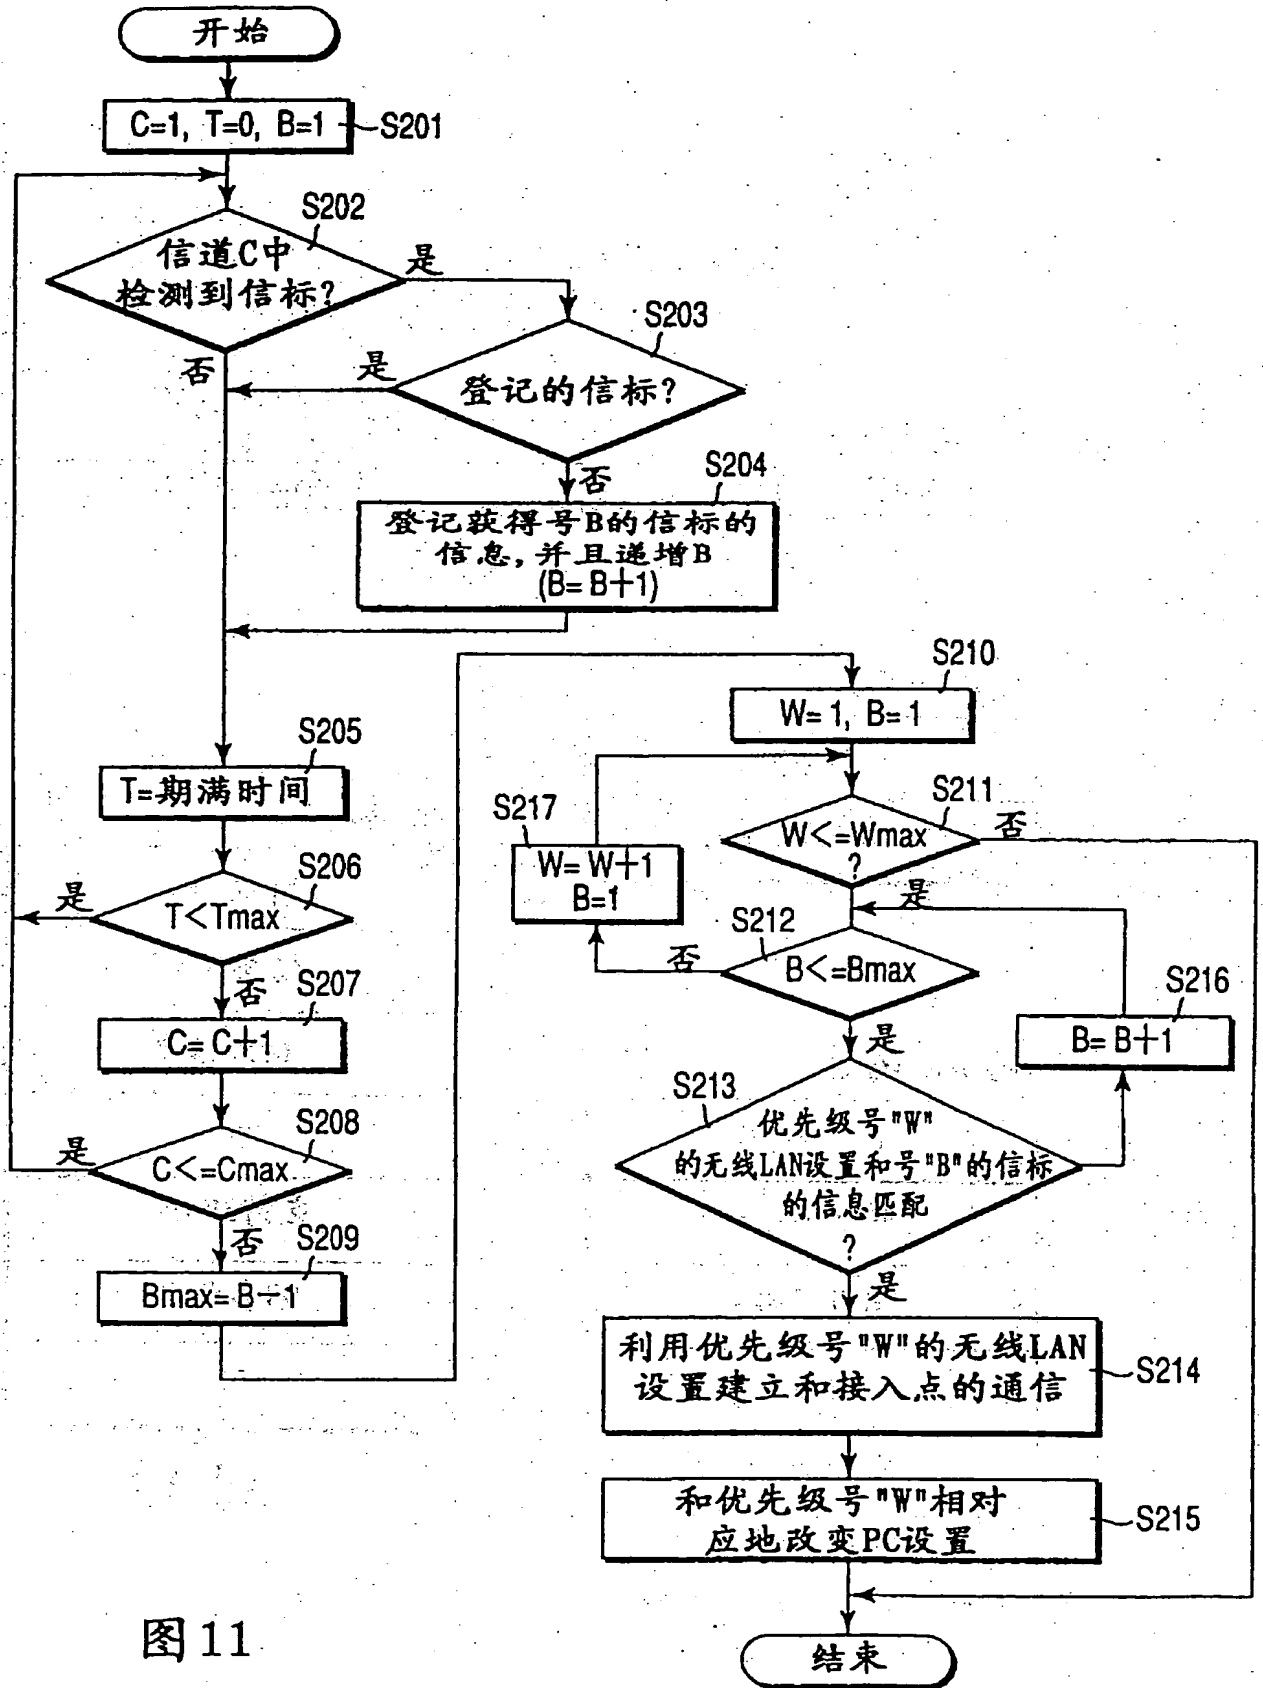 开始
C=1, T=0, B=1
S201
S202
信道C中
检测到信标?
是
S203
登记的信标?
是
否
S204
否
登记获得号B的信标的
信息,并且递增B
(B= B+1)
S210
W= 1, B= 1
S205
T=期满时间
S217
W= W+1
B=1
S211
W<=Wmax
?
否
是
S206
T<Tmax
是
否
S212
B<=Bmax
否
是
S207
C= C+1
S216
B= B+1
S208
C<=Cmax
是
否
S213
优先级号"W"
的无线LAN设置和号"B"的信标
的信息匹配
?
是
S209
Bmax= B-1
利用优先级号"W"的无线LAN
设置建立和接入点的通信
S214
和优先级号"W"相对
应地改变PC设置
S215
结束
图11